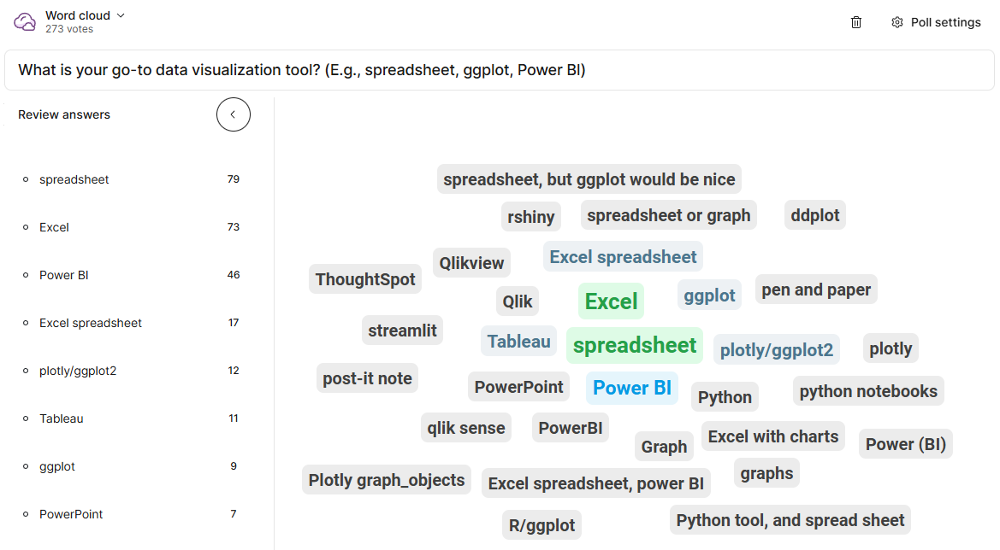 Word cloud
273 votes
Poll settings
What is your go-to data visualization tool? (E.g., spreadsheet, ggplot, Power BI)
Review answers
spreadsheet 79
Excel 73
Power BI 46
Excel spreadsheet 17
plotly/ggplot2 12
Tableau 11
ggplot 9
PowerPoint 7
spreadsheet, but ggplot would be nice
rshiny
spreadsheet or graph
ddplot
Excel spreadsheet
Qlikview
ThoughtSpot
Qlik
Excel
ggplot
pen and paper
streamlit
Tableau
spreadsheet
plotly/ggplot2
plotly
post-it note
PowerPoint
Power BI
Python
python notebooks
qlik sense
PowerBI
Graph
Excel with charts
Power (BI)
Plotly graph_objects
Excel spreadsheet, power BI
graphs
R/ggplot
Python tool, and spread sheet